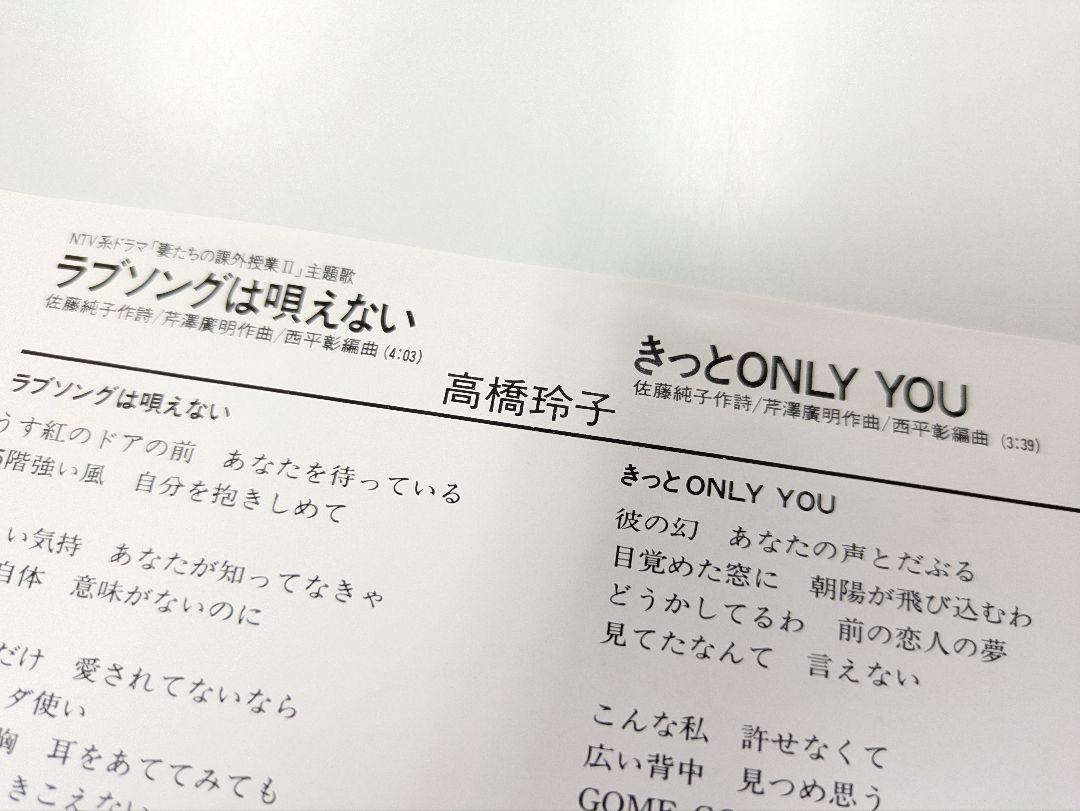 NTV系ドラマ「妻たちの課外授業II」主題歌
ラブソングは唄えない
佐藤純子作詩/芹澤廣明作曲/西平彰編曲(4:03)
高橋玲子
きっとONLY YOU
佐藤純子作詩/芹澤廣明作曲/西平彰編曲 (3:39)
ラブソングは唄えない
うす紅のドアの前　あなたを待っている
階強い風　自分を抱きしめて
い気持　あなたが知ってなきゃ
自体　意味がないのに
だけ　愛されてないなら
ダ使い
胸　耳をあててみても
きこえない
きっとONLY YOU
彼の幻　あなたの声とだぶる
目覚めた窓に　朝陽が飛び込むわ
どうかしてるわ　前の恋人の夢
見てたなんて　言えない
こんな私　許せなくて
広い背中　見つめ思う
GOME